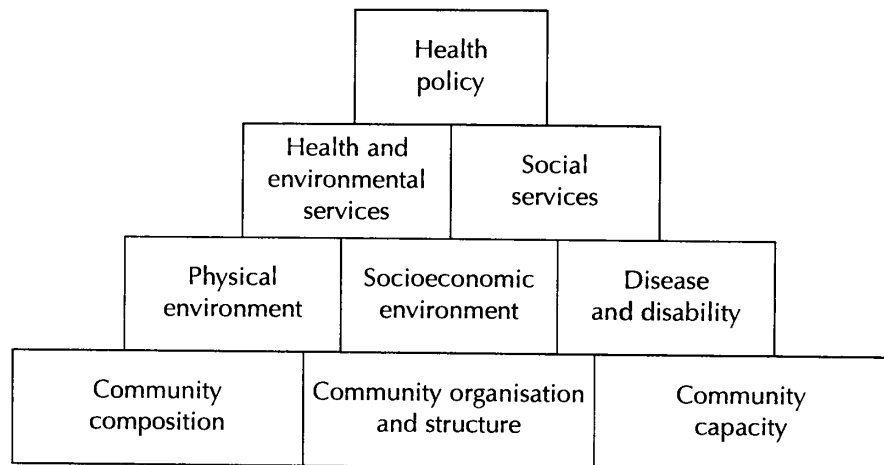 Health
policy
Health and
environmental
services
Social
services
Physical
environment
Socioeconomic
environment
Disease
and disability
Community
composition
Community organisation
and structure
Community
capacity